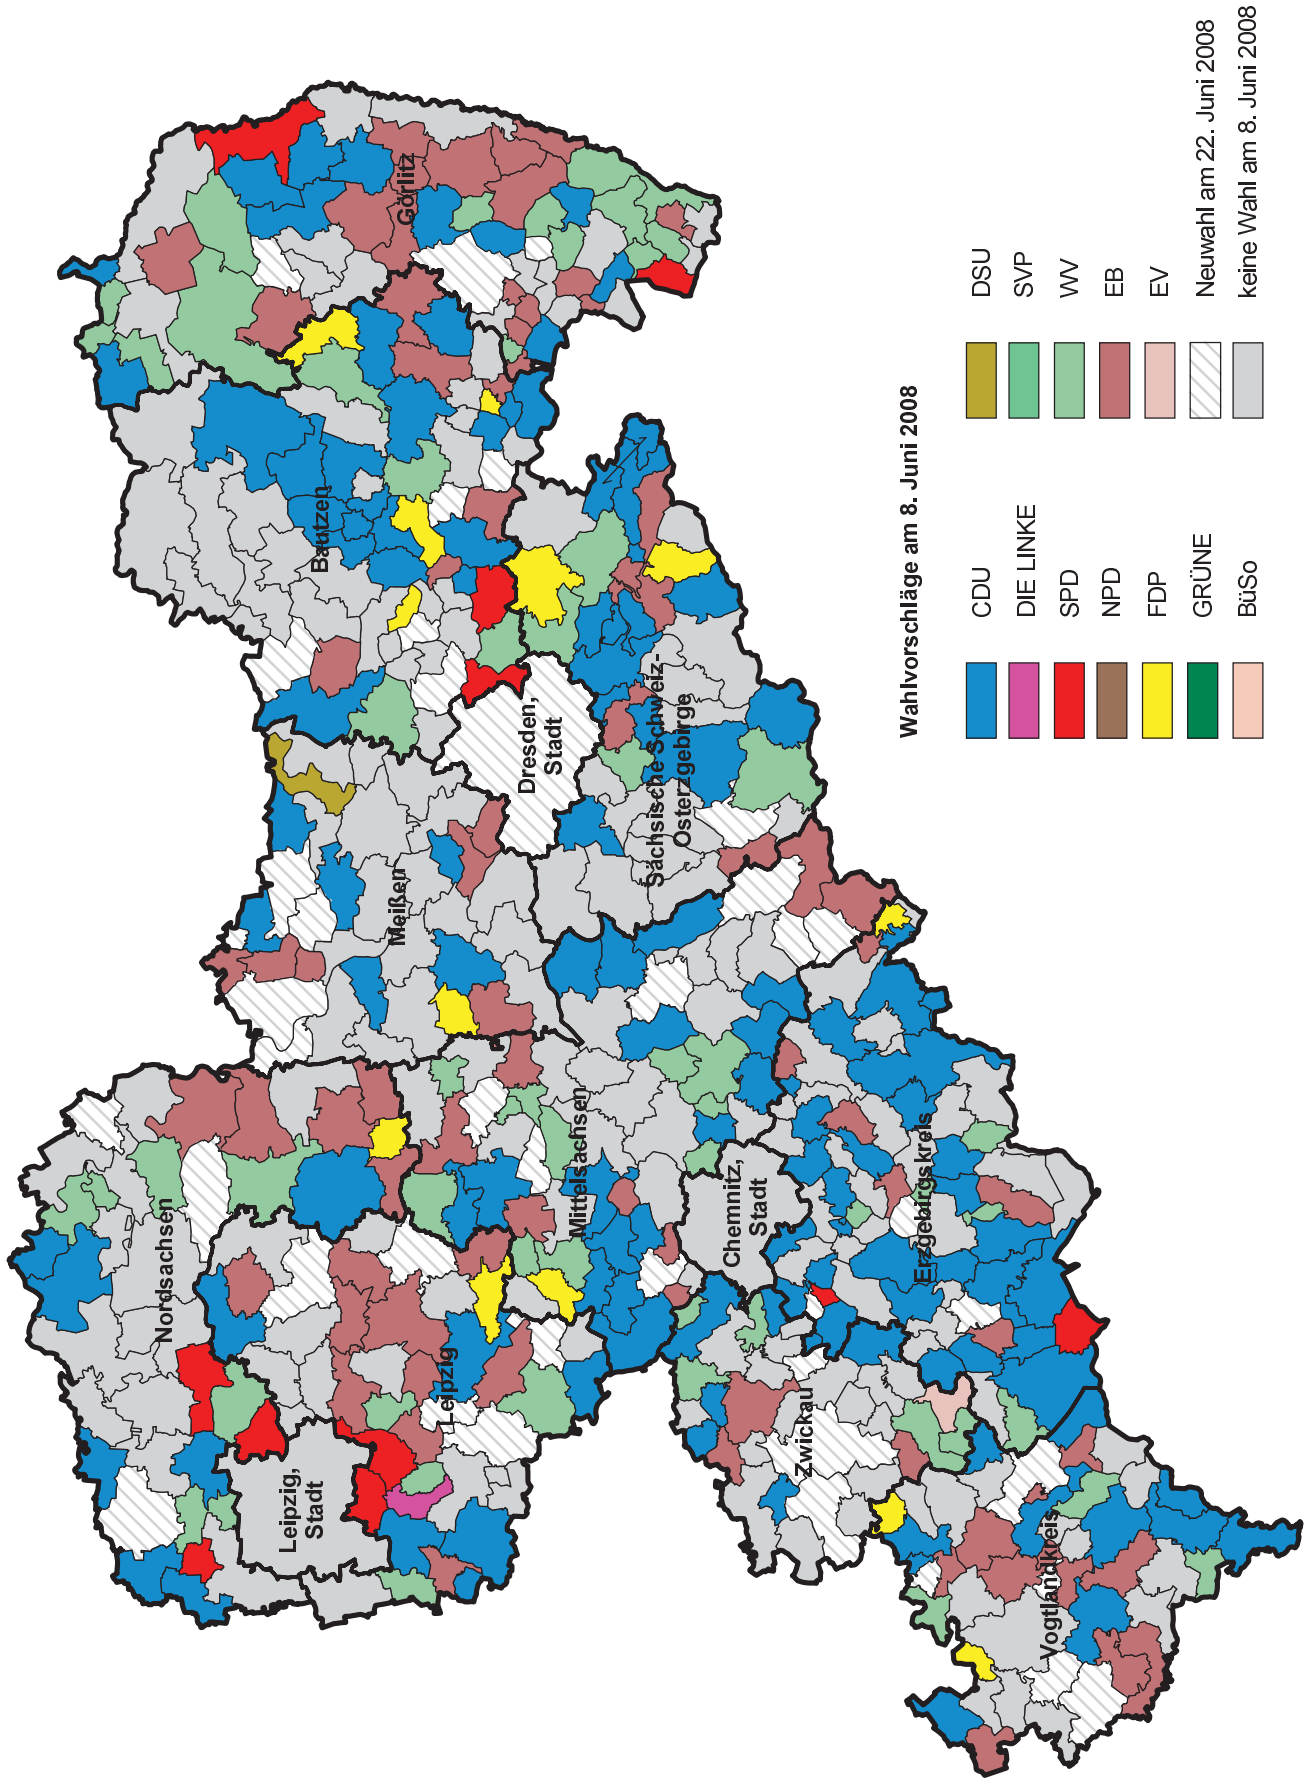 Nordsachsen
Leipzig,
Stadt
Leipzig
Mittelsachsen
Meißen
Bautzen
Görlitz
Dresden,
Stadt
Sächsische Schweiz-
Osterzgebirge
Chemnitz,
Stadt
Erzgebirgskreis
Zwickau
Vogtlandkreis
Wahlvorschläge am 8. Juni 2008
CDU
DIE LINKE
SPD
NPD
FDP
GRÜNE
BüSo
DSU
SVP
WV
EB
EV
Neuwahl am 22. Juni 2008
keine Wahl am 8. Juni 2008